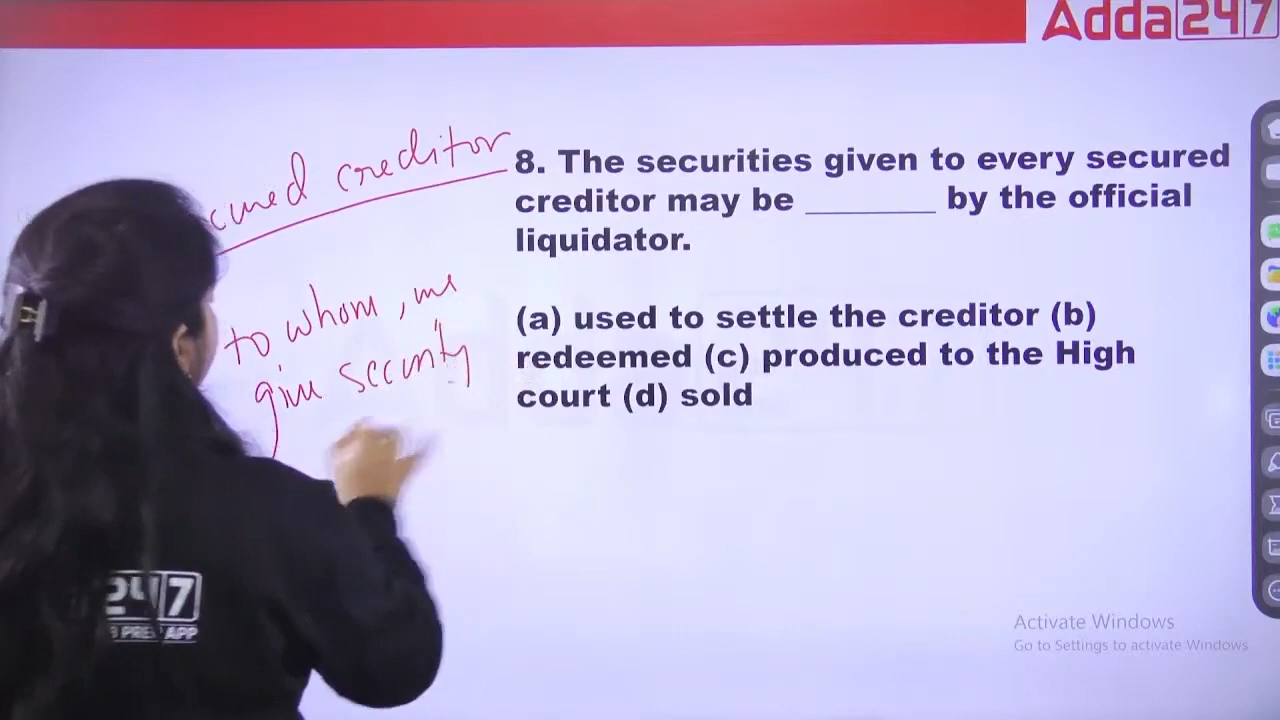 Adda247
8. The securities given to every secured
creditor may be ________ by the official
liquidator.
(a) used to settle the creditor (b)
redeemed (c) produced to the High
court (d) sold
cured creditor
to whom, we
give security
247
APP
Activate Windows
Go to Settings to activate Windows